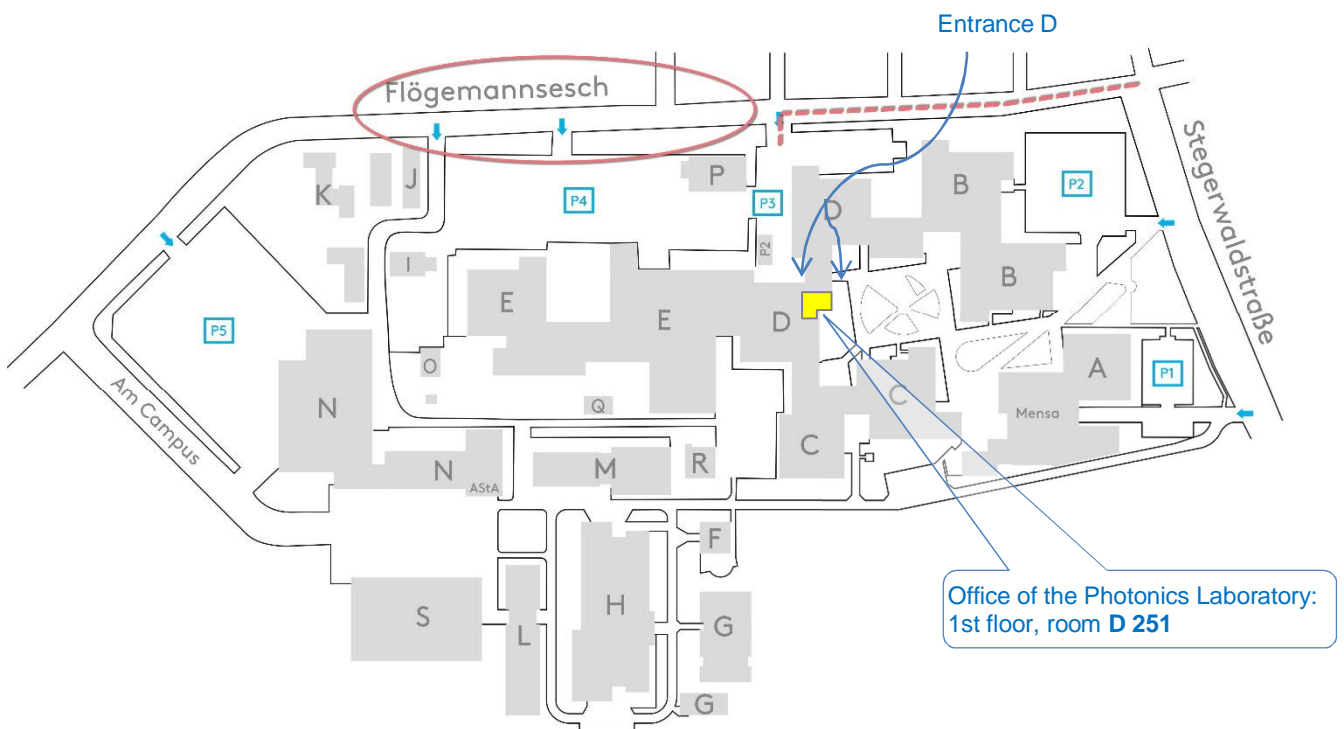 Entrance D
Flögemannsesch
Stegerwaldstraße
K
J
P
P4
P3
D
B
P2
P2
I
B
E
E
D
P5
O
A
P1
Am Campus
N
Q
C
Mensa
C
N
AStA
M
R
F
Office of the Photonics Laboratory:
1st floor, room D 251
S
L
H
G
G